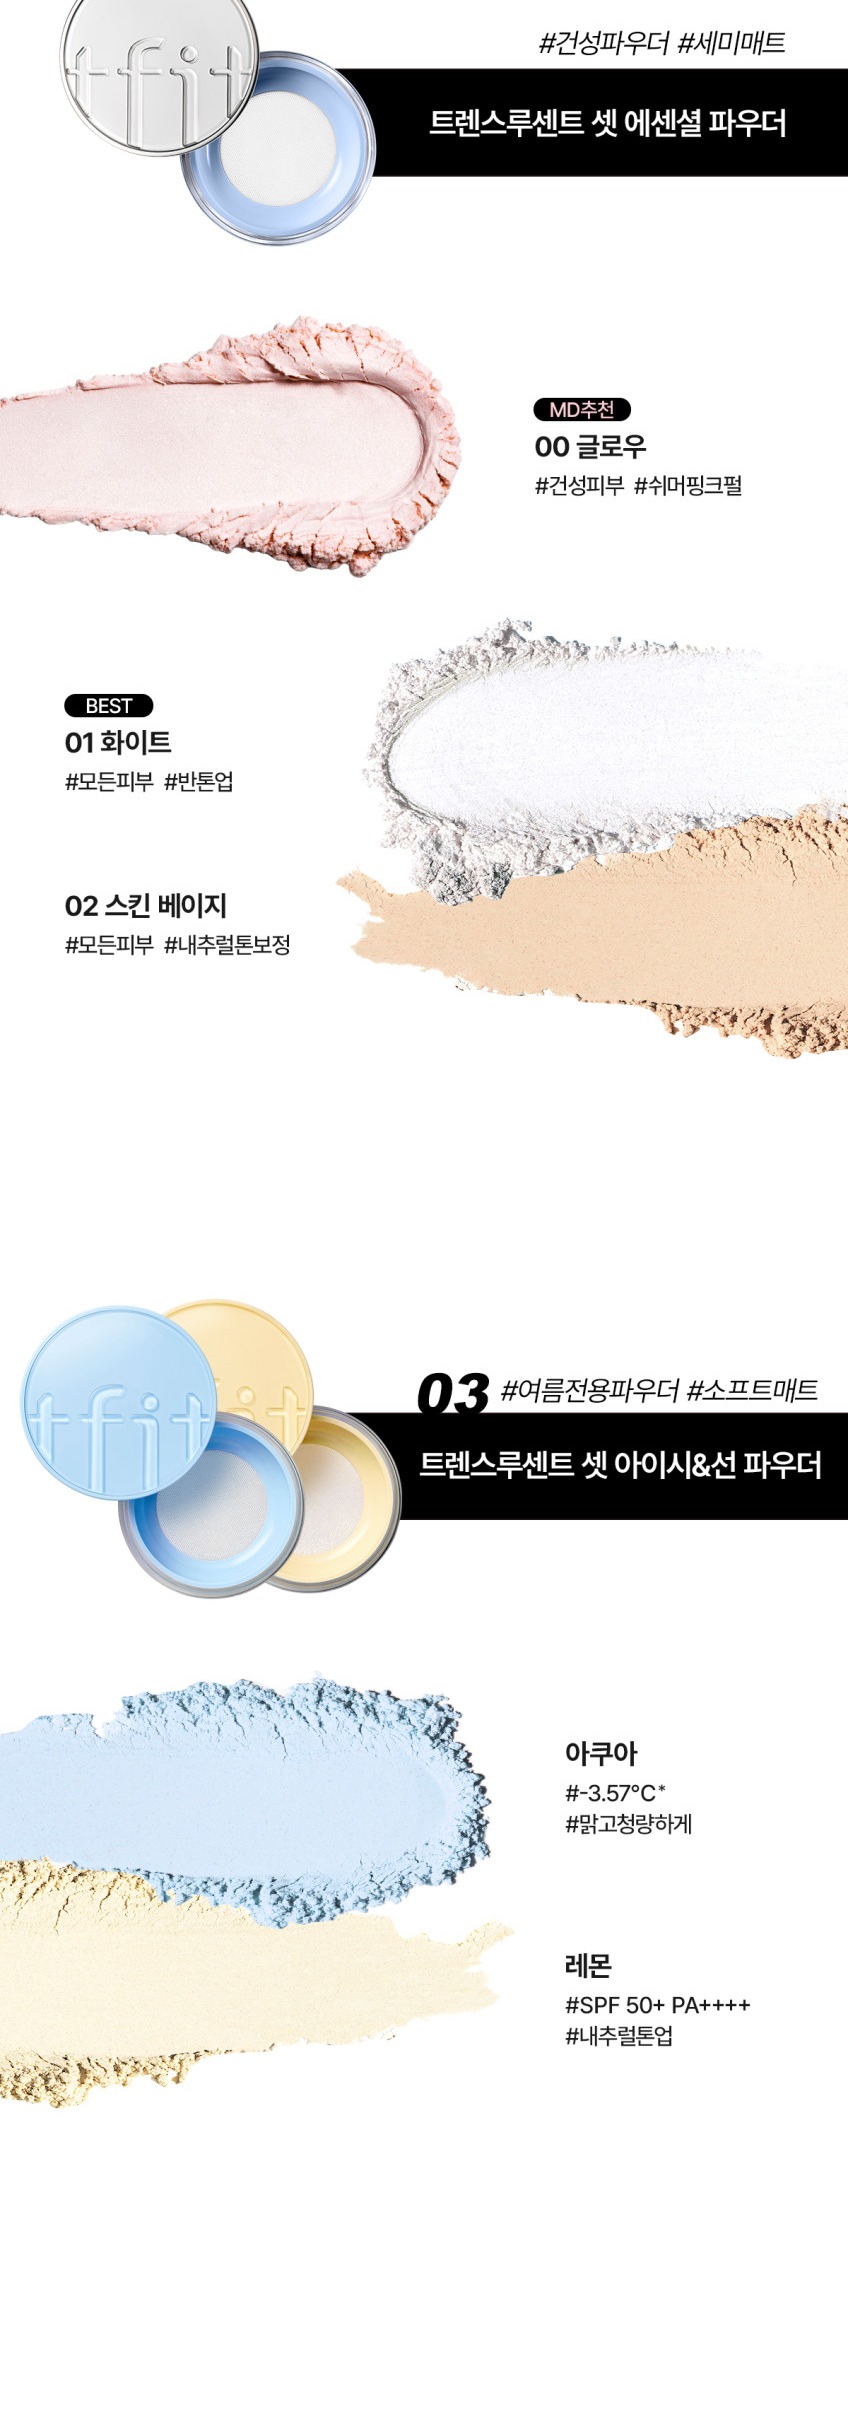 tfit
#건성파우더 #세미매트
트렌스루센트 셋 에센셜 파우더
MD추천
00 글로우
#건성피부 #쉬머핑크펄
BEST
01 화이트
#모든피부 #반톤업
02 스킨 베이지
#모든피부 #내추럴톤보정
tfit
fit
03 #여름전용파우더 #소프트매트
트렌스루센트 셋 아이시&선 파우더
아쿠아
#-3.57°C*
#맑고청량하게
레몬
#SPF 50+ PA++++
#내추럴톤업